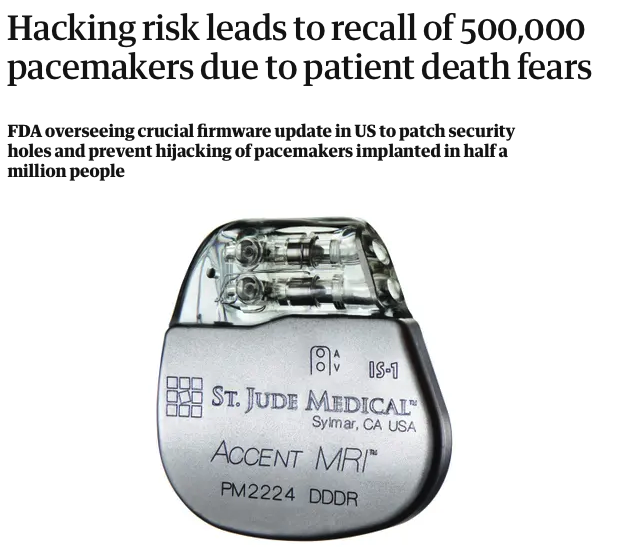 Hacking risk leads to recall of 500,000
pacemakers due to patient death fears
FDA overseeing crucial firmware update in US to patch security
holes and prevent hijacking of pacemakers implanted in half a
million people
A
V
IS-1
ST. JUDE MEDICAL™
Sylmar, CA USA
ACCENT MRI™
PM2224 DDDR